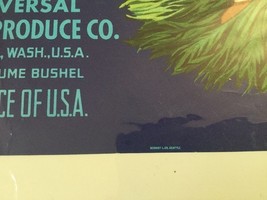 VERSAL
PRODUCE CO.
, WASH., U.S.A.
UME BUSHEL
CE OF U.S.A.